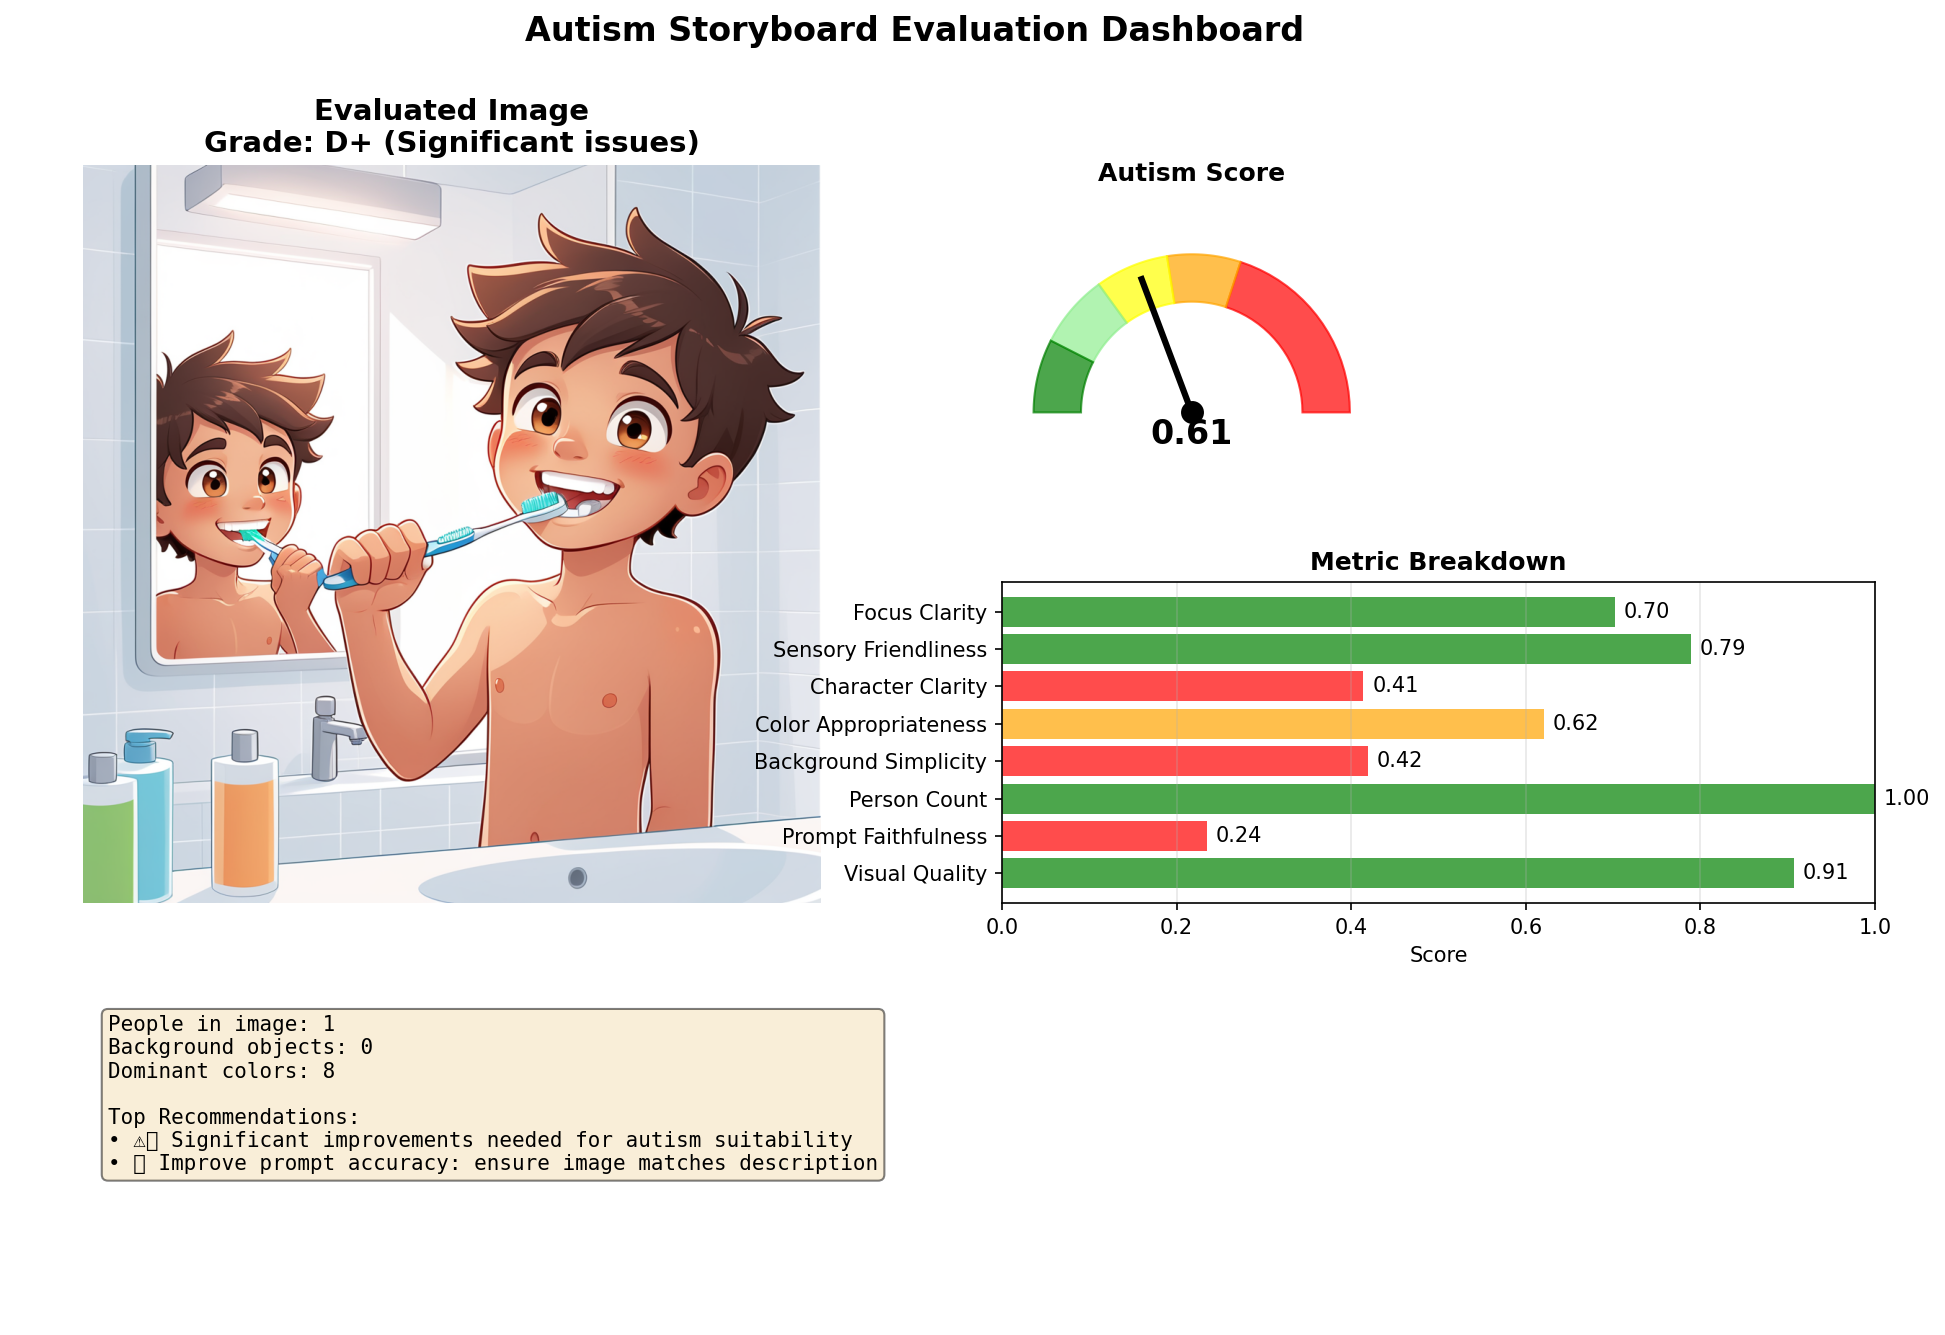 Autism Storyboard Evaluation Dashboard
Evaluated Image
Grade: D+ (Significant issues)
Autism Score
0.61
Metric Breakdown
Focus Clarity 0.70
Sensory Friendliness 0.79
Character Clarity 0.41
Color Appropriateness 0.62
Background Simplicity 0.42
Person Count 1.00
Prompt Faithfulness 0.24
Visual Quality 0.91
0.0 0.2 0.4 0.6 0.8 1.0
Score
People in image: 1
Background objects: 0
Dominant colors: 8
Top Recommendations:
• ⚠▯ Significant improvements needed for autism suitability
• ▯ Improve prompt accuracy: ensure image matches description